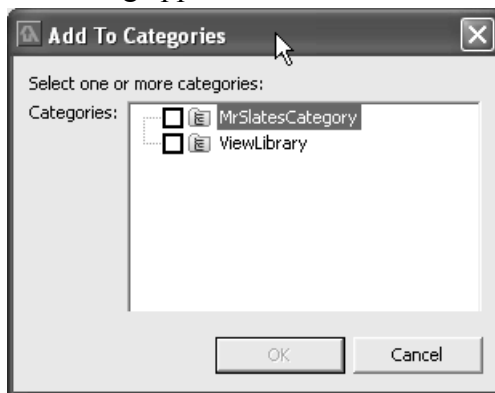 Add To Categories
Select one or more categories:
Categories:
MrSlatesCategory
ViewLibrary
OK
Cancel